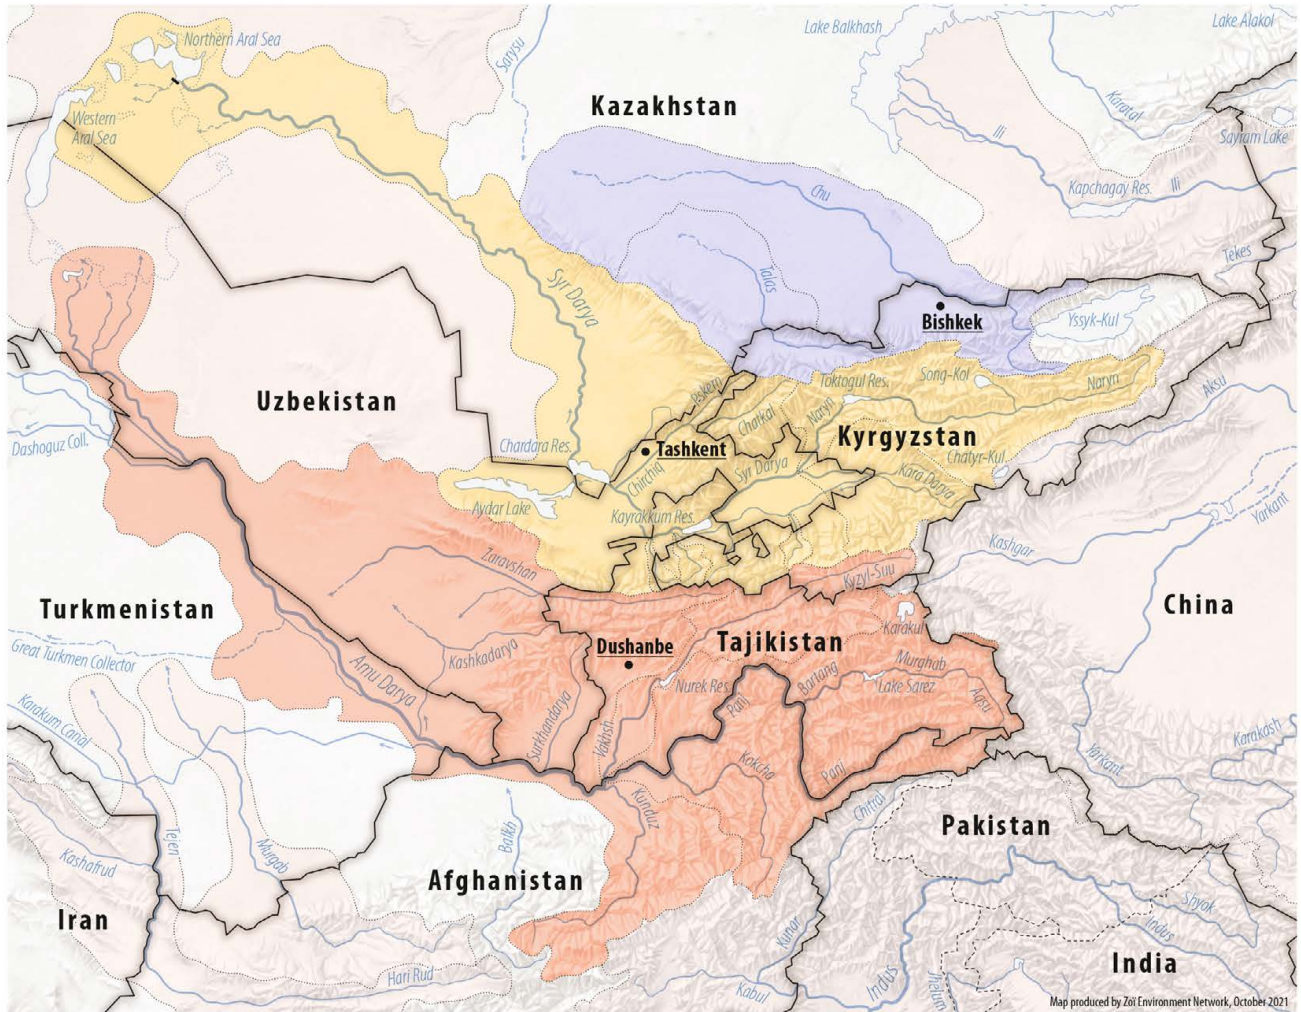 Northern Aral Sea
Sarysu
Lake Balkhash
Lake Alakol
Kazakhstan
Karatal
Western
Aral Sea
Ili
Sayram Lake
Kapchagay Res.
Ili
Chu
Tekes
Syr Darya
Talas
Bishkek
Yssyk-Kul
Uzbekistan
Pskem
Toktogul Res.
Song-Kol
Naryn
Aksu
Chatkal
Naryn
Kyrgyzstan
Dashoguz Coll.
Chardara Res.
Tashkent
Chatyr-Kul
Chirchiq
Syr Darya
Kara Darya
Aydar Lake
Kayrakkum Res.
Yarkant
Kashgar
Zaravshan
Kyzyl-Suu
Turkmenistan
China
Karakul
Dushanbe
Tajikistan
Great Turkmen Collector
Kashkadarya
Murghab
Amu Darya
Nurek Res.
Bartang
Lake Sarez
Aqsu
Karakum Canal
Surkhandarya
Vakhsh
Panj
Karakash
Kokcha
Panj
Yarkant
Kunduz
Chitral
Pakistan
Tejen
Murgab
Balkh
Kashafrud
Afghanistan
Iran
Shyok
Kunar
Indus
Hari Rud
India
Kabul
Indus
Jhelum
Map produced by Zoï Environment Network, October 2021